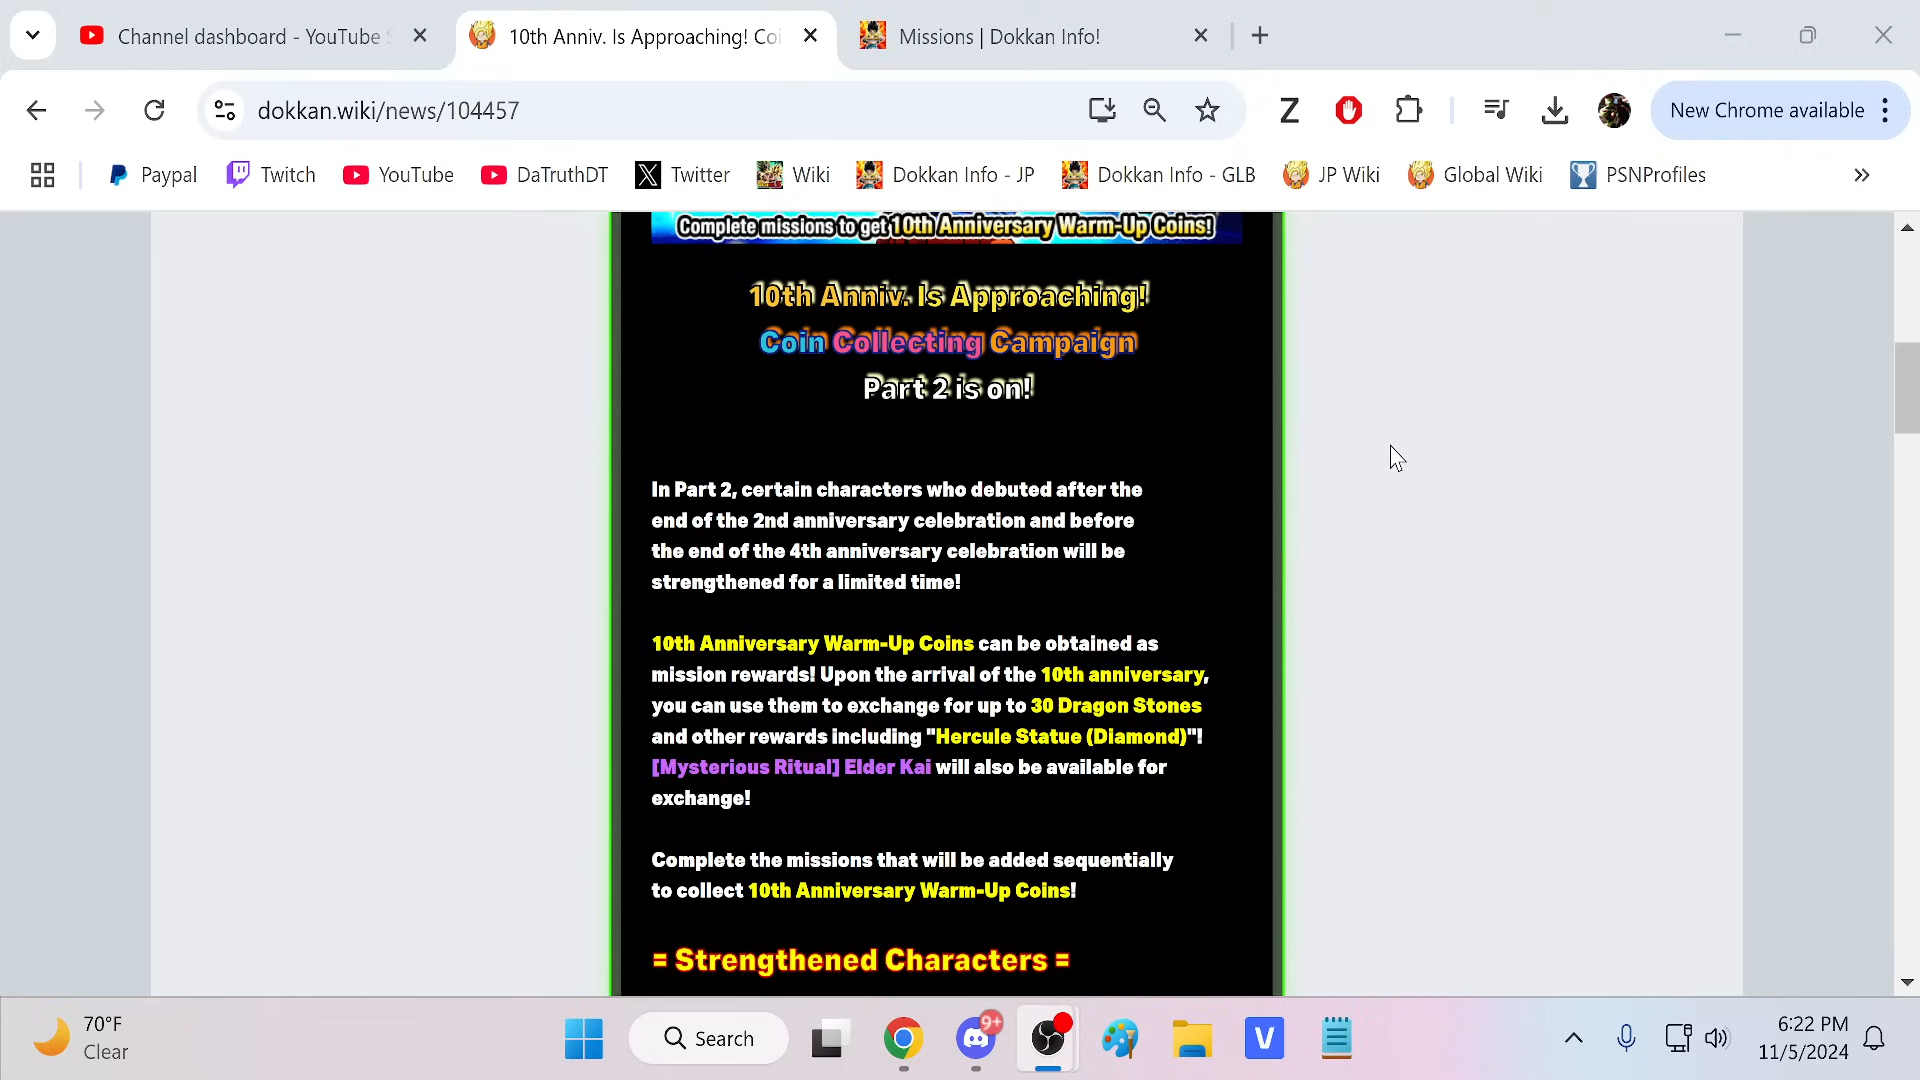 Channel dashboard - YouTube S
10th Anniv. Is Approaching! Coi
Missions | Dokkan Info!
dokkan.wiki/news/104457
Z
New Chrome available
Paypal
Twitch
YouTube
DaTruthDT
Twitter
Wiki
Dokkan Info - JP
Dokkan Info - GLB
JP Wiki
Global Wiki
PSNProfiles
Complete missions to get 10th Anniversary Warm-Up Coins!
10th Anniv. Is Approaching!
Coin Collecting Campaign
Part 2 is on!
In Part 2, certain characters who debuted after the
end of the 2nd anniversary celebration and before
the end of the 4th anniversary celebration will be
strengthened for a limited time!
10th Anniversary Warm-Up Coins can be obtained as
mission rewards! Upon the arrival of the 10th anniversary,
you can use them to exchange for up to 30 Dragon Stones
and other rewards including "Hercule Statue (Diamond)"!
[Mysterious Ritual] Elder Kai will also be available for
exchange!
Complete the missions that will be added sequentially
to collect 10th Anniversary Warm-Up Coins!
= Strengthened Characters =
70°F
Clear
Search
9+
V
6:22 PM
11/5/2024